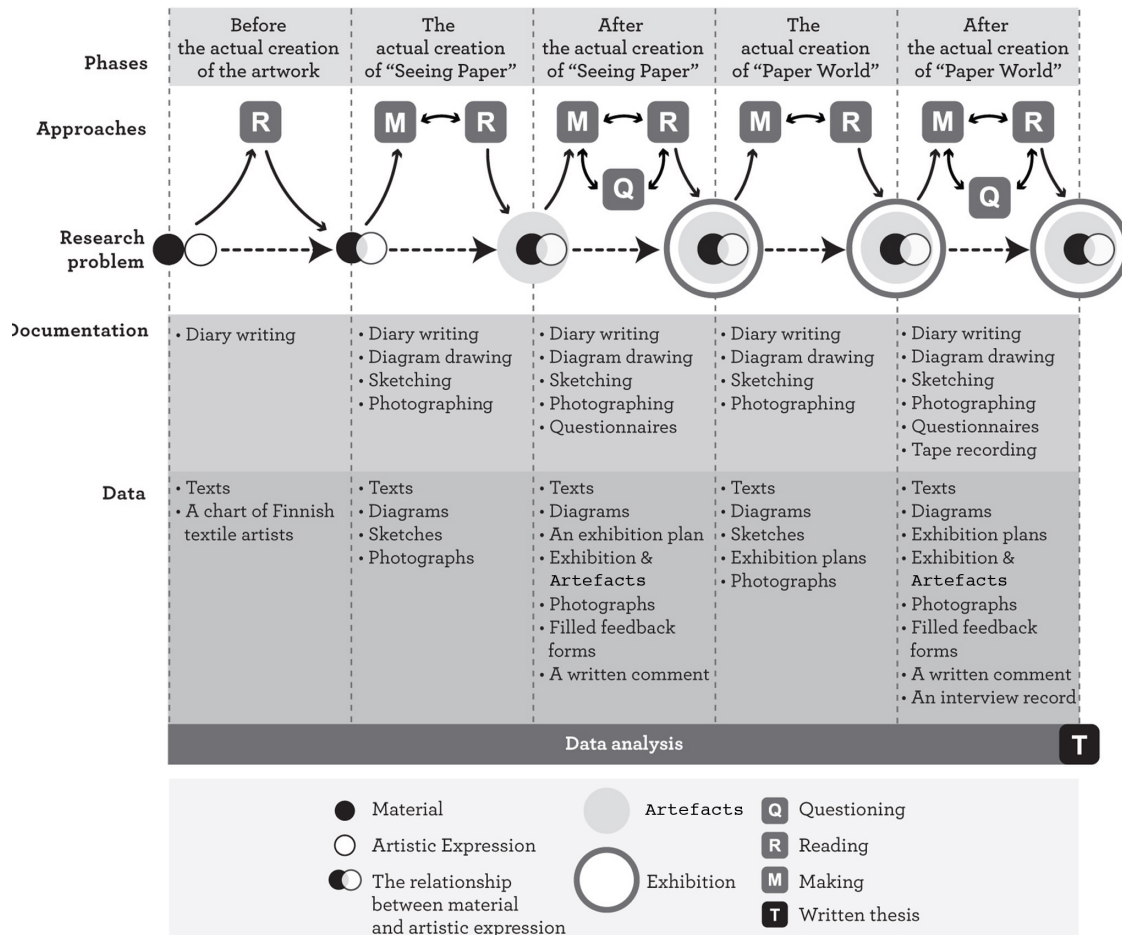 Phases
Before
the actual creation
of the artwork
The
actual creation
of “Seeing Paper”
After
the actual creation
of “Seeing Paper”
The
actual creation
of “Paper World”
After
the actual creation
of “Paper World”
Approaches
R
M R
M R
Q
M R
M R
Q
Research
problem
Documentation
• Diary writing
• Diary writing
• Diagram drawing
• Sketching
• Photographing
• Diary writing
• Diagram drawing
• Sketching
• Photographing
• Questionnaires
• Diary writing
• Diagram drawing
• Sketching
• Photographing
• Diary writing
• Diagram drawing
• Sketching
• Photographing
• Questionnaires
• Tape recording
Data
• Texts
• A chart of Finnish
textile artists
• Texts
• Diagrams
• Sketches
• Photographs
• Texts
• Diagrams
• An exhibition plan
• Exhibition &
Artefacts
• Photographs
• Filled feedback
forms
• A written comment
• Texts
• Diagrams
• Sketches
• Exhibition plans
• Photographs
• Texts
• Diagrams
• Exhibition plans
• Exhibition &
Artefacts
• Photographs
• Filled feedback
forms
• A written comment
• An interview record
Data analysis
T
Material
Artistic Expression
The relationship
between material
and artistic expression
Artefacts
Exhibition
Q Questioning
R Reading
M Making
T Written thesis